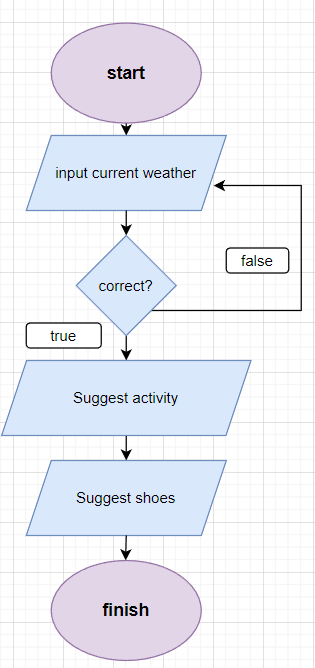 start
input current weather
correct?
false
true
Suggest activity
Suggest shoes
finish